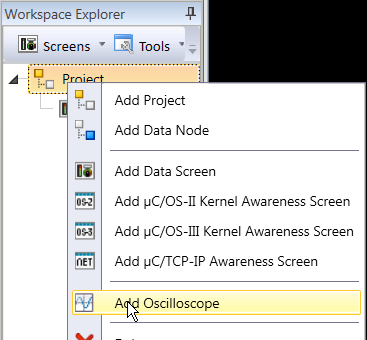 Workspace Explorer
Screens Tools
Project
Add Project
Add Data Node
Add Data Screen
OS-2 Add µC/OS-II Kernel Awareness Screen
OS-3 Add µC/OS-III Kernel Awareness Screen
NET Add µC/TCP-IP Awareness Screen
Add Oscilloscope